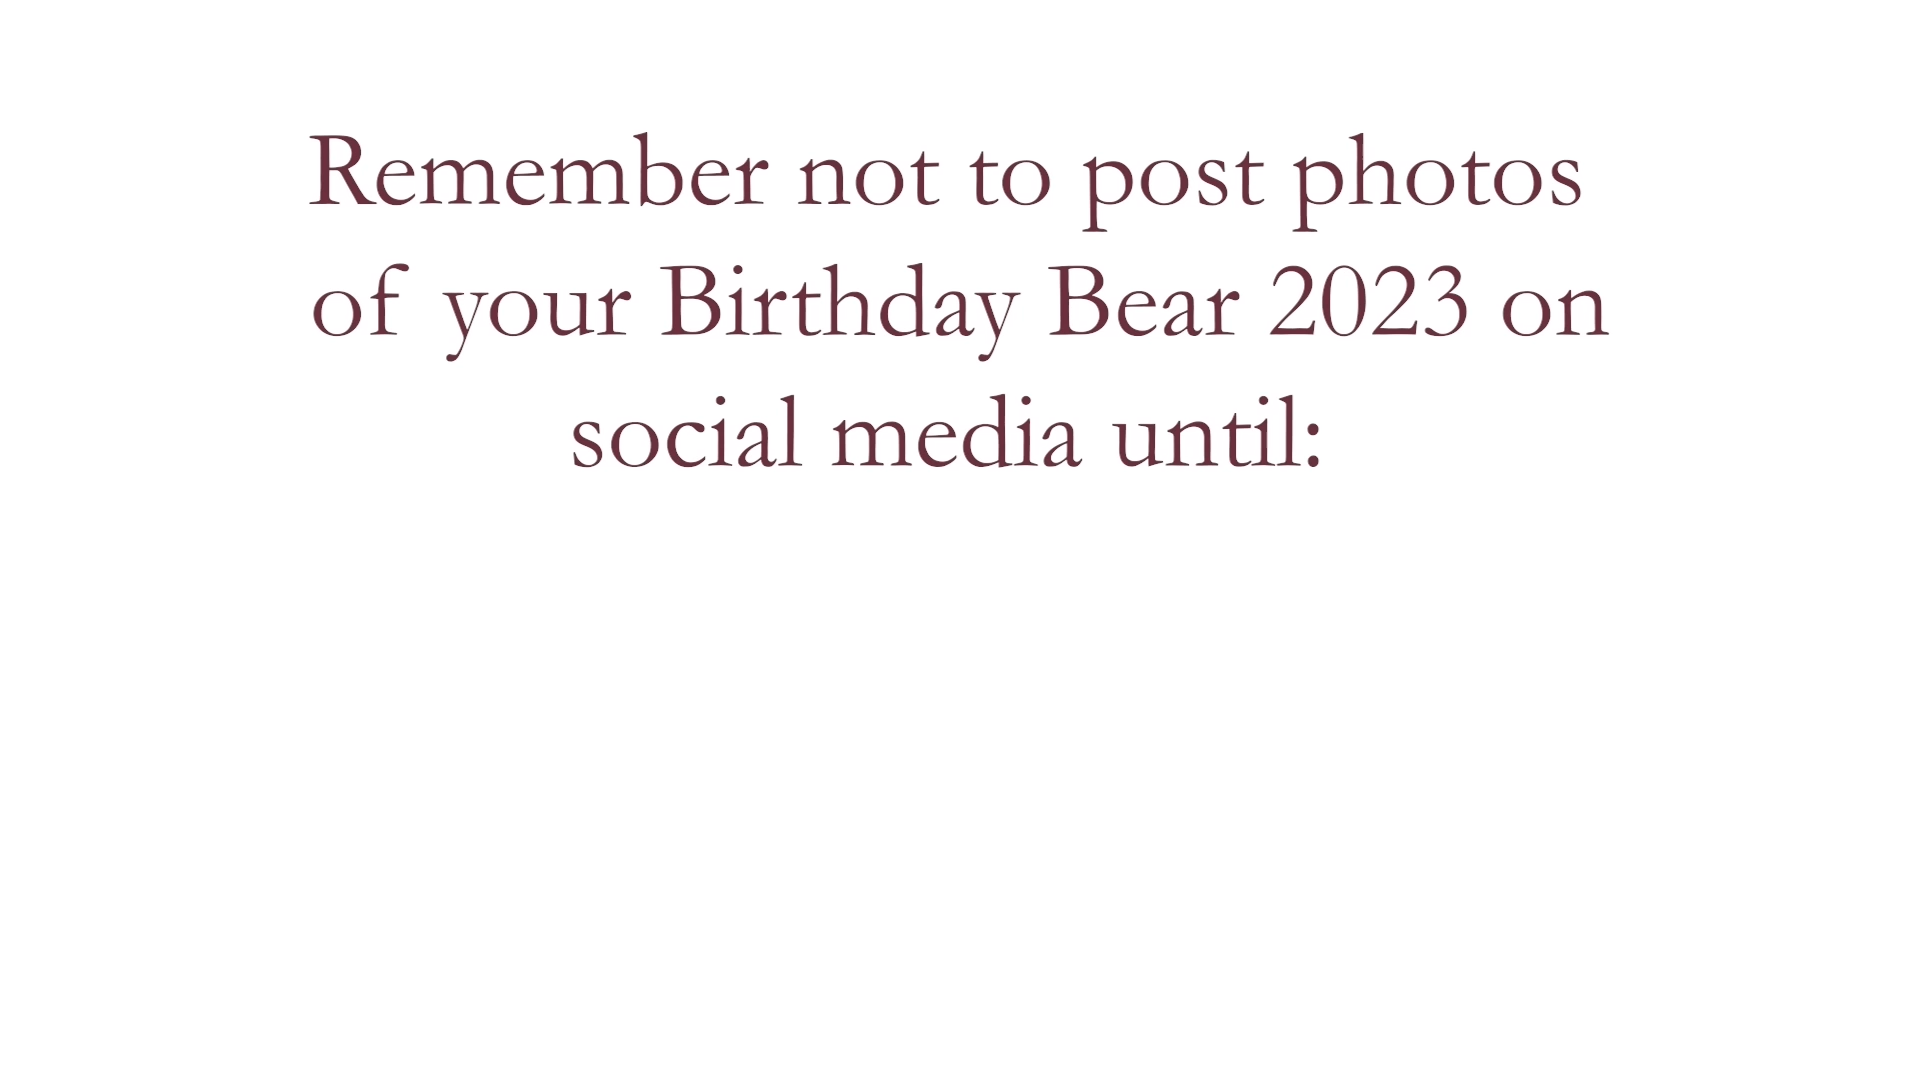 Remember not to post photos
of your Birthday Bear 2023 on
social media until: